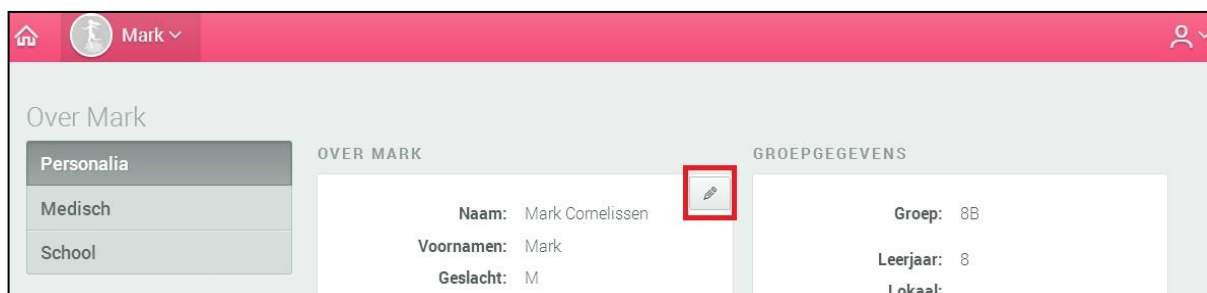 Mark
Over Mark
Personalia
Medisch
School
OVER MARK
Naam: Mark Cornelissen
Voornamen: Mark
Geslacht: M
GROEPGEGEVENS
Groep: 8B
Leerjaar: 8
Lokaal: